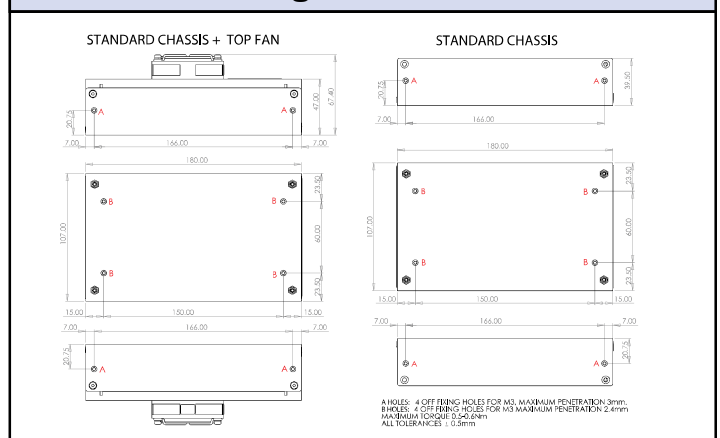 STANDARD CHASSIS + TOP FAN
STANDARD CHASSIS
A
A
20.75
47.00
67.40
7.00
166.00
7.00
A
A
20.75
39.50
7.00
166.00
180.00
B
B
B
B
107.00
23.50
60.00
23.50
15.00
150.00
15.00
180.00
B
B
B
B
107.00
23.50
60.00
23.50
15.00
150.00
15.00
7.00
166.00
7.00
20.75
A
A
7.00
166.00
7.00
20.75
A
A
A HOLES: 4 OFF FIXING HOLES FOR M3, MAXIMUM PENETRATION 3mm.
B HOLES: 4 OFF FIXING HOLES FOR M3 MAXIMUM PENETRATION 2.4mm
MAXIMUM TORQUE 0.5-0.6Nm
ALL TOLERANCES ± 0.5mm